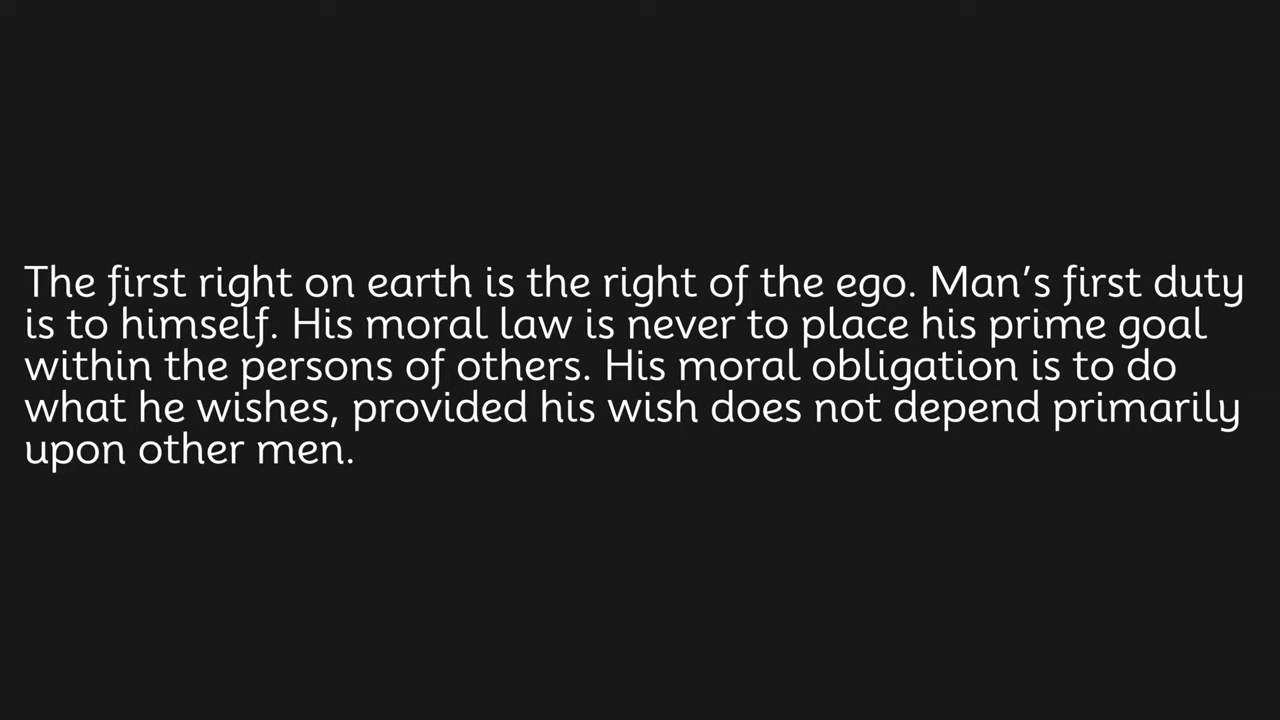 The first right on earth is the right of the ego. Man’s first duty
is to himself. His moral law is never to place his prime goal
within the persons of others. His moral obligation is to do
what he wishes, provided his wish does not depend primarily
upon other men.